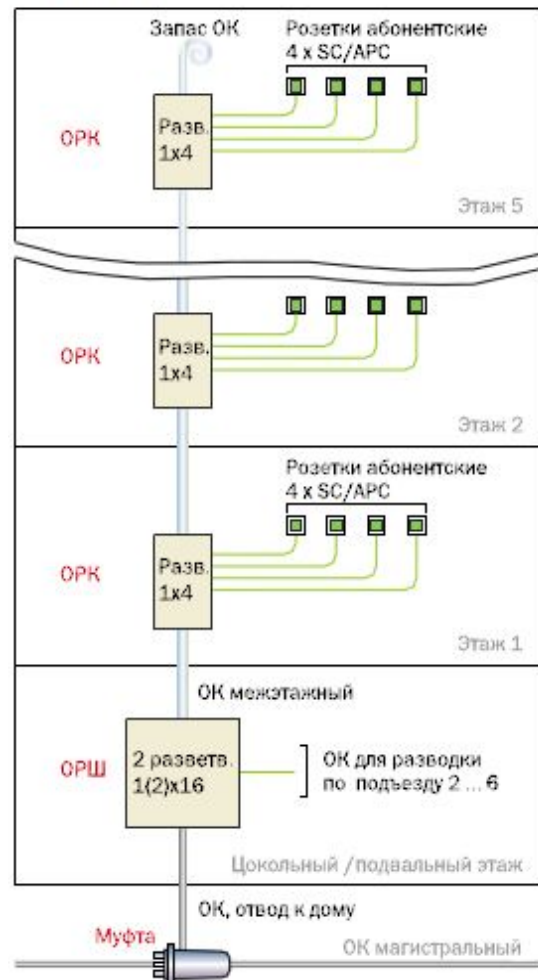 Запас ОК
Розетки абонентские
4 x SC/APC
ОРК
Разв.
1x4
Этаж 5
ОРК
Разв.
1x4
Этаж 2
Розетки абонентские
4 x SC/APC
ОРК
Разв.
1x4
Этаж 1
ОК межэтажный
ОРШ
2 разветв.
1(2)x16
ОК для разводки
по подъезду 2 ... 6
Цокольный /подвальный этаж
ОК, отвод к дому
Муфта
ОК магистральный